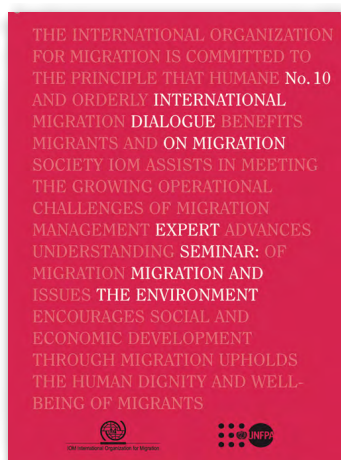 THE INTERNATIONAL ORGANIZATION
FOR MIGRATION IS COMMITTED TO
THE PRINCIPLE THAT HUMANE No. 10
AND ORDERLY INTERNATIONAL
MIGRATION DIALOGUE BENEFITS
MIGRANTS AND ON MIGRATION
SOCIETY IOM ASSISTS IN MEETING
THE GROWING OPERATIONAL
CHALLENGES OF MIGRATION
MANAGEMENT EXPERT ADVANCES
UNDERSTANDING SEMINAR: OF
MIGRATION MIGRATION AND
ISSUES THE ENVIRONMENT
ENCOURAGES SOCIAL AND
ECONOMIC DEVELOPMENT
THROUGH MIGRATION UPHOLDS
THE HUMAN DIGNITY AND WELL-
BEING OF MIGRANTS
IOM International Organization for Migration
UNFPA